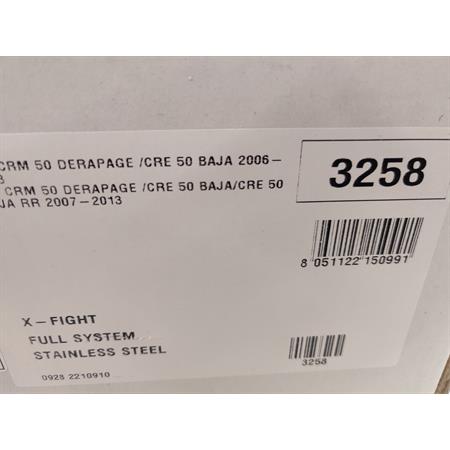 CRM 50 DERAPAGE /CRE 50 BAJA 2006-
3
CRM 50 DERAPAGE /CRE 50 BAJA/CRE 50
JA RR 2007-2013
3258
8 051122 150991
X-FIGHT
FULL SYSTEM
STAINLESS STEEL
3258
0928 2210910